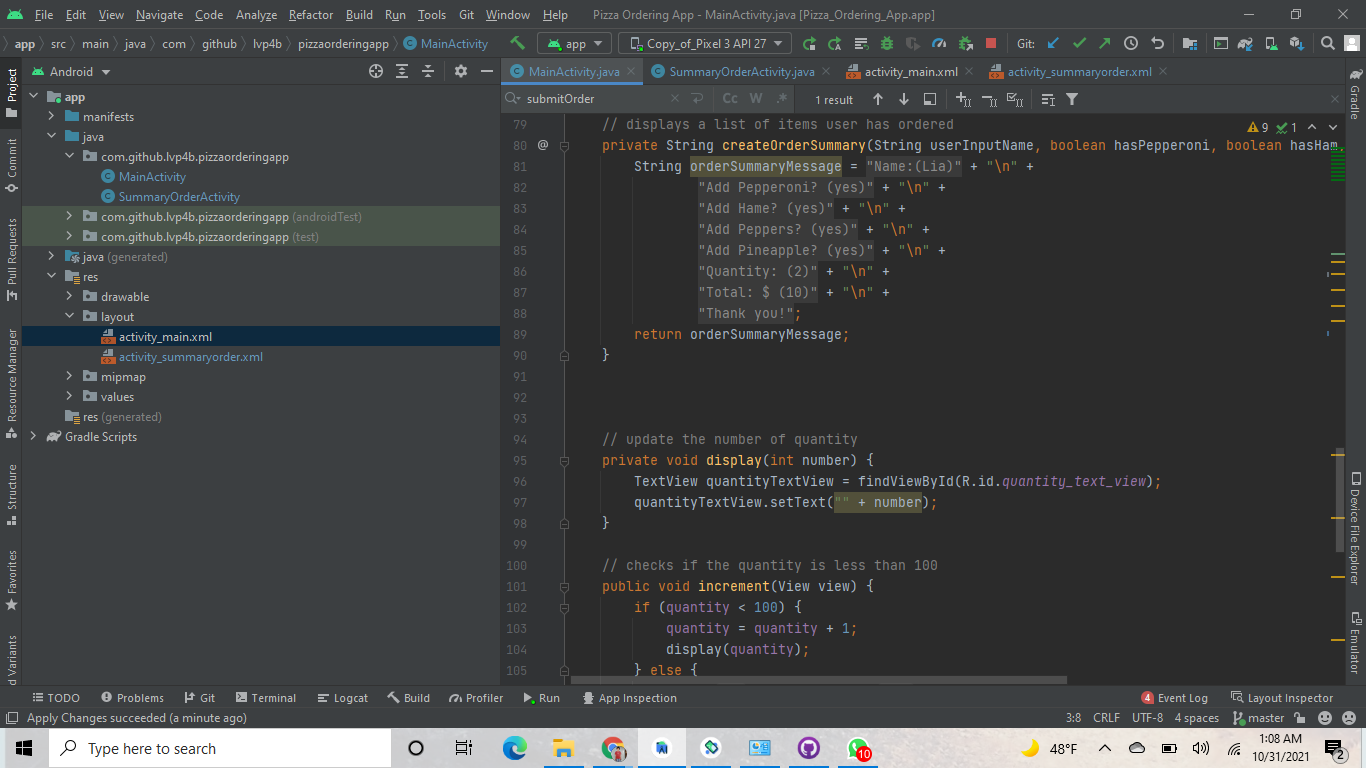 File Edit View Navigate Code Analyze Refactor Build Run Tools Git Window Help Pizza Ordering App - MainActivity.java [Pizza_Ordering_App.app]
app src main java com github lvp4b pizzaorderingapp MainActivity app Copy_of_Pixel 3 API 27 Git:
Project
Commit
Pull Requests
Resource Manager
Structure
Favorites
d Variants
Android
app
manifests
java
com.github.lvp4b.pizzaorderingapp
MainActivity
SummaryOrderActivity
com.github.lvp4b.pizzaorderingapp (androidTest)
com.github.lvp4b.pizzaorderingapp (test)
java (generated)
res
drawable
layout
activity_main.xml
activity_summaryorder.xml
mipmap
values
res (generated)
Gradle Scripts
MainActivity.java SummaryOrderActivity.java activity_main.xml activity_summaryorder.xml
submitOrder Cc W .* 1 result
9 1
79 // displays a list of items user has ordered
80 @ private String createOrderSummary(String userInputName, boolean hasPepperoni, boolean hasHam,
81 String orderSummaryMessage = "Name:(Lia)" + "\n" +
82 "Add Pepperoni? (yes)" + "\n" +
83 "Add Hame? (yes)" + "\n" +
84 "Add Peppers? (yes)" + "\n" +
85 "Add Pineapple? (yes)" + "\n" +
86 "Quantity: (2)" + "\n" +
87 "Total: $ (10)" + "\n" +
88 "Thank you!";
89 return orderSummaryMessage;
90 }
91
92
93
94 // update the number of quantity
95 private void display(int number) {
96 TextView quantityTextView = findViewById(R.id.quantity_text_view);
97 quantityTextView.setText("" + number);
98 }
99
100 // checks if the quantity is less than 100
101 public void increment(View view) {
102 if (quantity < 100) {
103 quantity = quantity + 1;
104 display(quantity);
105 } else {
Gradle
Device File Explorer
Emulator
TODO Problems Git Terminal Logcat Build Profiler Run App Inspection 4 Event Log Layout Inspector
Apply Changes succeeded (a minute ago) 3:8 CRLF UTF-8 4 spaces master
Type here to search 10 48°F 1:08 AM
10/31/2021 2